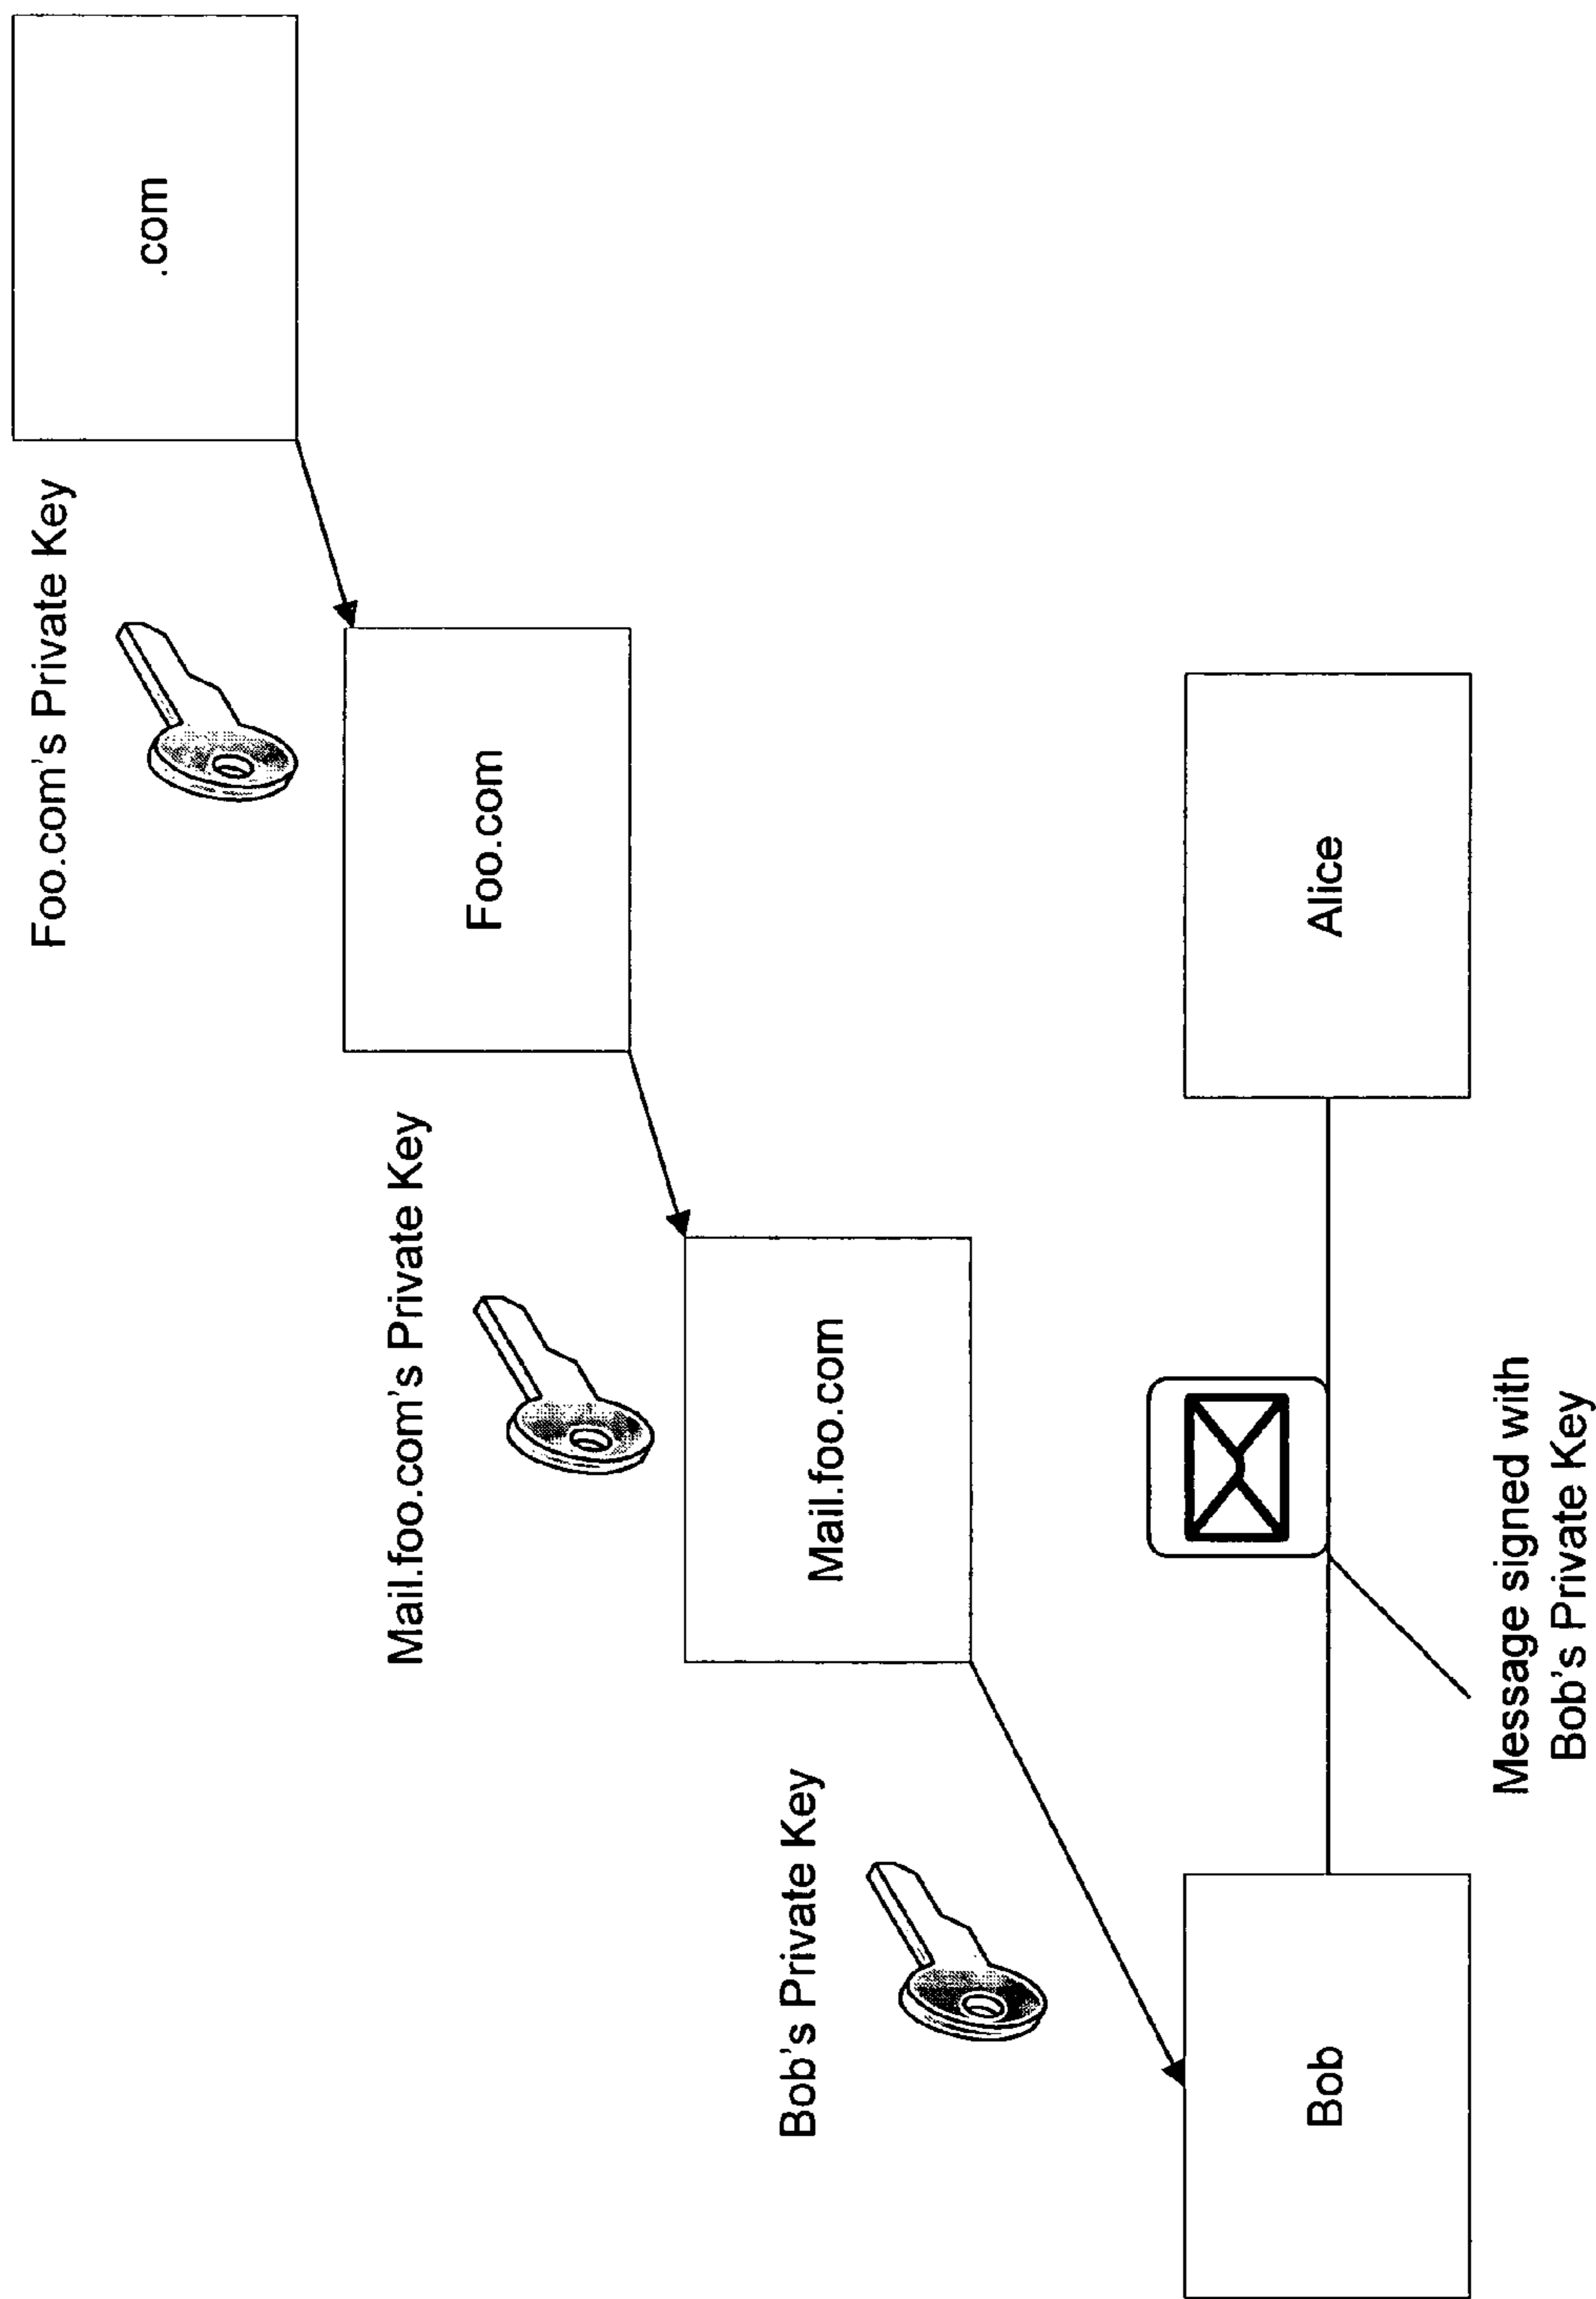 .com
Foo.com's Private Key
Foo.com
Mail.foo.com's Private Key
Mail.foo.com
Bob's Private Key
Bob
Alice
Message signed with
Bob's Private Key